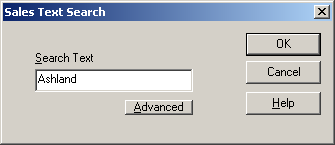 Sales Text Search
OK
Search Text
Cancel
Ashland
Advanced
Help